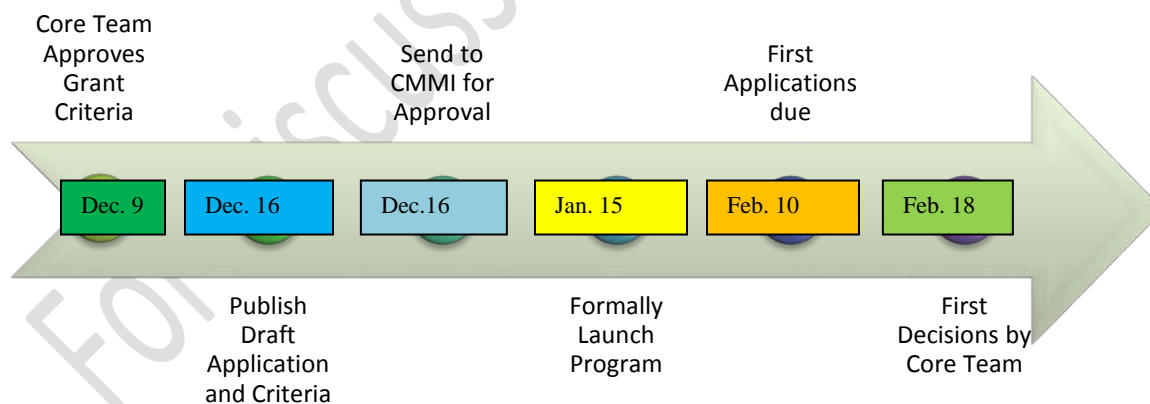 Core Team
Approves
Grant
Criteria
Send to
CMMI for
Approval
First
Applications
due
Dec. 9
Dec. 16
Dec.16
Jan. 15
Feb. 10
Feb. 18
Publish
Draft
Application
and Criteria
Formally
Launch
Program
First
Decisions by
Core Team
For